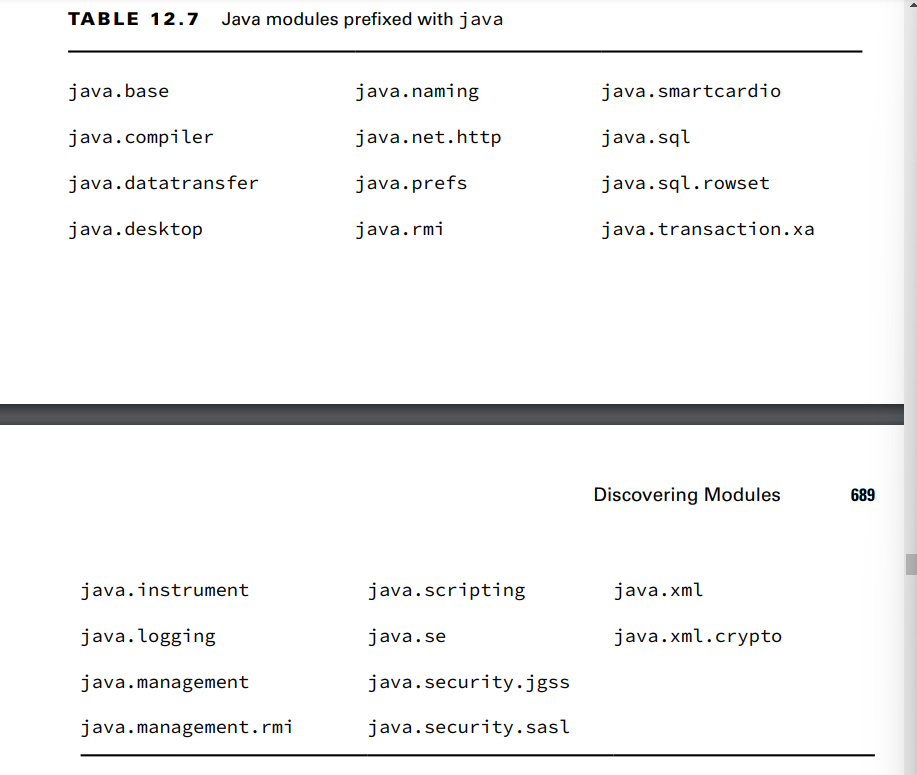 TABLE 12.7 Java modules prefixed with java
java.base java.naming java.smartcardio
java.compiler java.net.http java.sql
java.datatransfer java.prefs java.sql.rowset
java.desktop java.rmi java.transaction.xa
Discovering Modules 689
java.instrument java.scripting java.xml
java.logging java.se java.xml.crypto
java.management java.security.jgss
java.management.rmi java.security.sasl